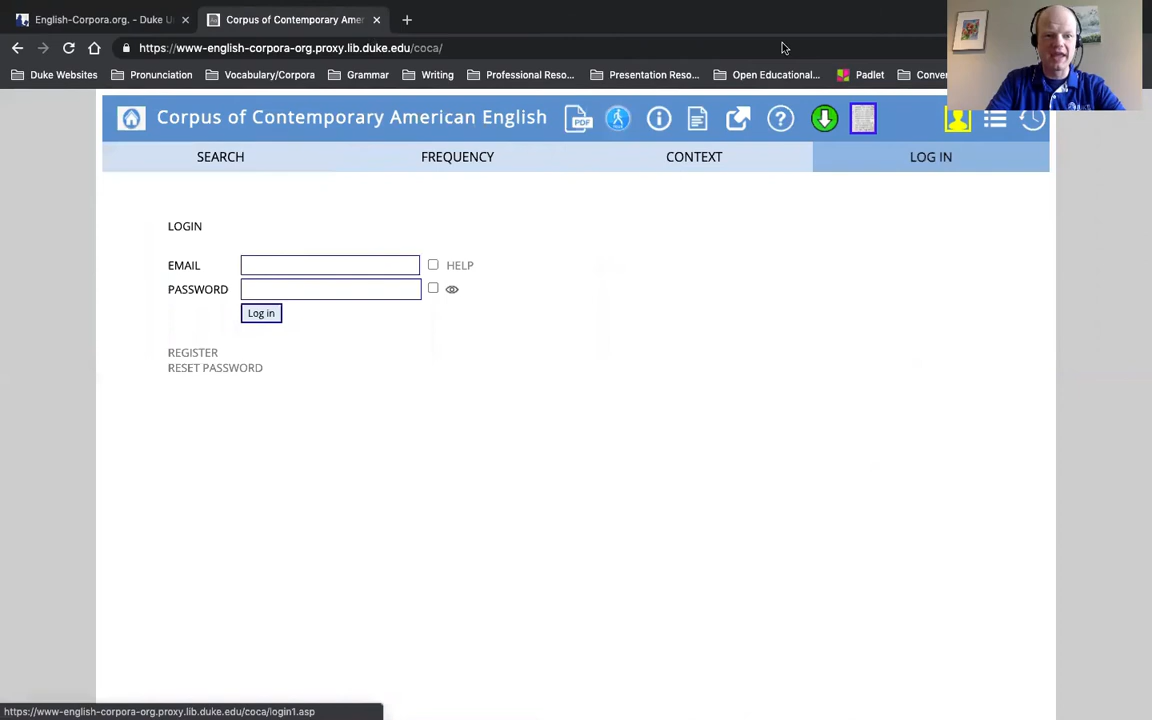 English-Corpora.org. - Duke U
Corpus of Contemporary Amer
https://www-english-corpora-org.proxy.lib.duke.edu/coca/
Duke Websites
Pronunciation
Vocabulary/Corpora
Grammar
Writing
Professional Reso...
Presentation Reso...
Open Educational...
Padlet
Conver
Corpus of Contemporary American English
PDF
SEARCH
FREQUENCY
CONTEXT
LOG IN
LOGIN
EMAIL
HELP
PASSWORD
Log in
REGISTER
RESET PASSWORD
https://www-english-corpora-org.proxy.lib.duke.edu/coca/login1.asp